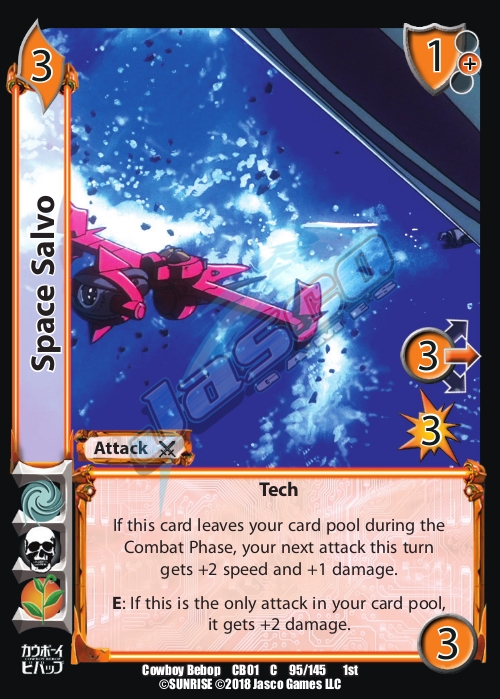 3
1
+
Space Salvo
JASCO
GAMES
3
3
Attack
Tech
If this card leaves your card pool during the
Combat Phase, your next attack this turn
gets +2 speed and +1 damage.
E: If this is the only attack in your card pool,
it gets +2 damage.
カウボーイ
ビバップ
3
Cowboy Bebop CB01 C 95/145 1st
©SUNRISE ©2018 Jasco Games LLC